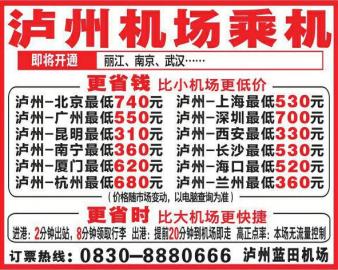 泸州机场乘机
即将开通 丽江、南京、武汉……
更省钱 比小机场更低价
泸州-北京最低740元 泸州-上海最低530元
泸州-广州最低550元 泸州-深圳最低700元
泸州-昆明最低310元 泸州-西安最低330元
泸州-南宁最低360元 泸州-长沙最低530元
泸州-厦门最低620元 泸州-海口最低520元
泸州-杭州最低680元 泸州-兰州最低360元
（价格随市场变动，以电脑查询为准）
更省时 比大机场更快捷
进港：2分钟出站，8分钟领取行李 出港：提前20分钟到机场即走 高正点率：本场无流量控制
订票热线：0830-8880666 泸州蓝田机场